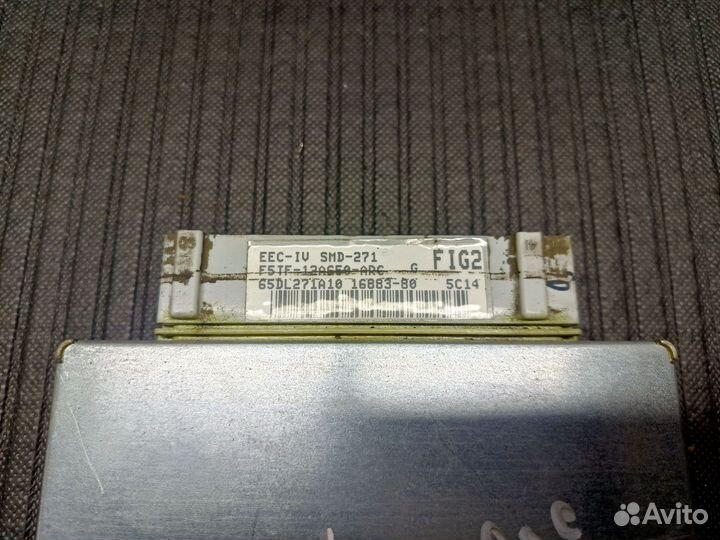 EEC-IV SMD-271
F5TF-12A650-ARC G FIG2
65DL271A10 16883-80 5C14
Avito